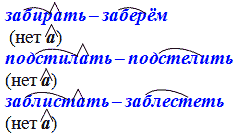 забирать – заберём
(нет а)
подстилать – подстелить
(нет а)
заблистать – заблестеть
(нет а)